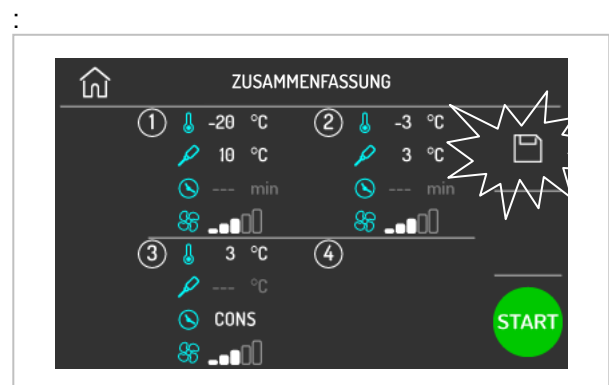 :
ZUSAMMENFASSUNG
1 -20 °C
10 °C
--- min
2 -3 °C
3 °C
--- min
3 3 °C
--- °C
CONS
4
START